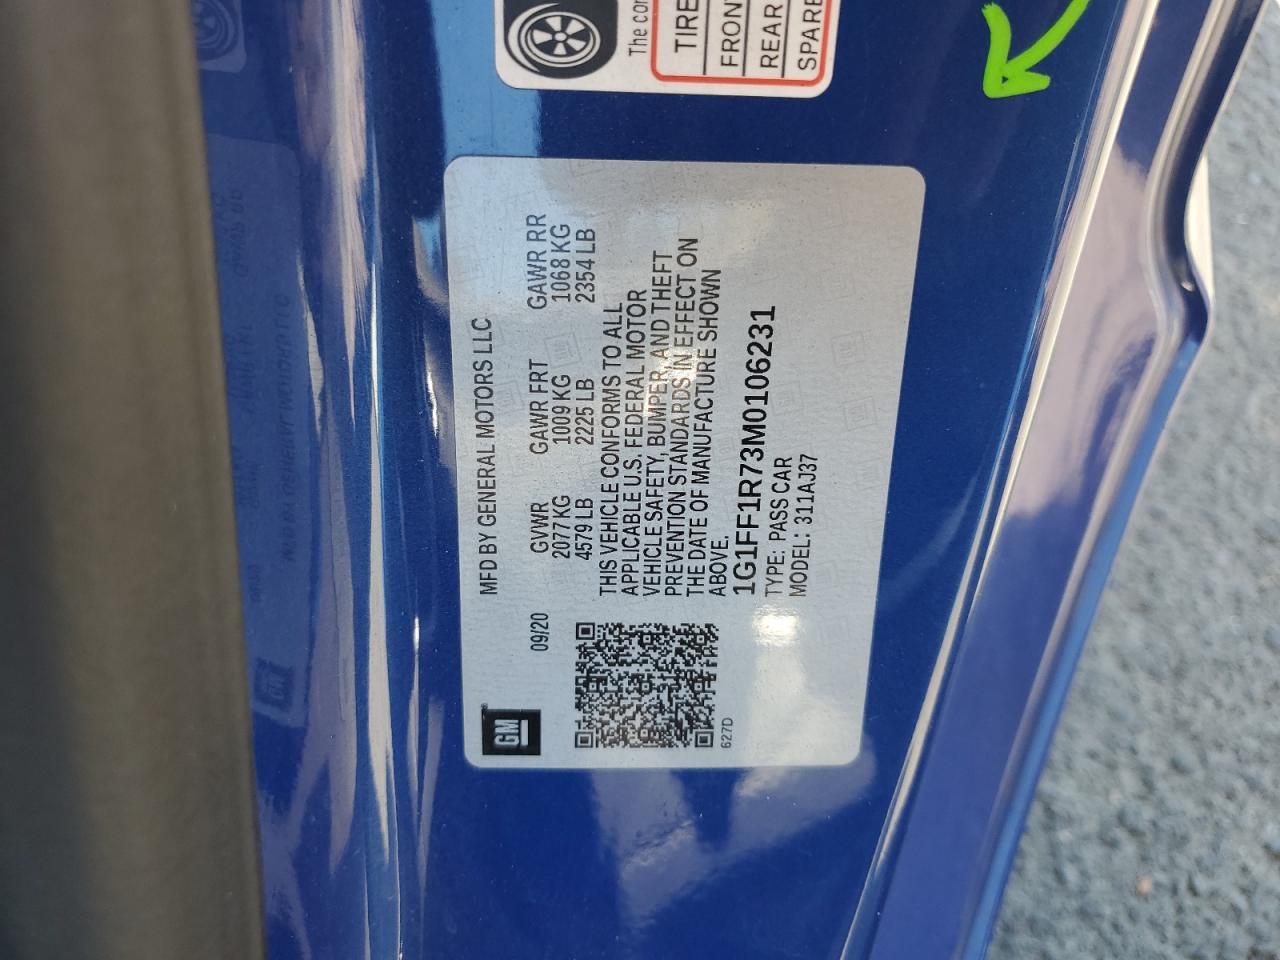 The co
TIRE
FRONT
REAR
SPARE
GM
MFD BY GENERAL MOTORS LLC
09/20
GVWR GAWR FRT GAWR RR
2077 KG 1009 KG 1068 KG
4579 LB 2225 LB 2354 LB
THIS VEHICLE CONFORMS TO ALL
APPLICABLE U.S. FEDERAL MOTOR
VEHICLE SAFETY, BUMPER, AND THEFT
PREVENTION STANDARDS IN EFFECT ON
THE DATE OF MANUFACTURE SHOWN
ABOVE.
1G1FF1R73M0106231
TYPE: PASS CAR
MODEL: 311AJ37
627D